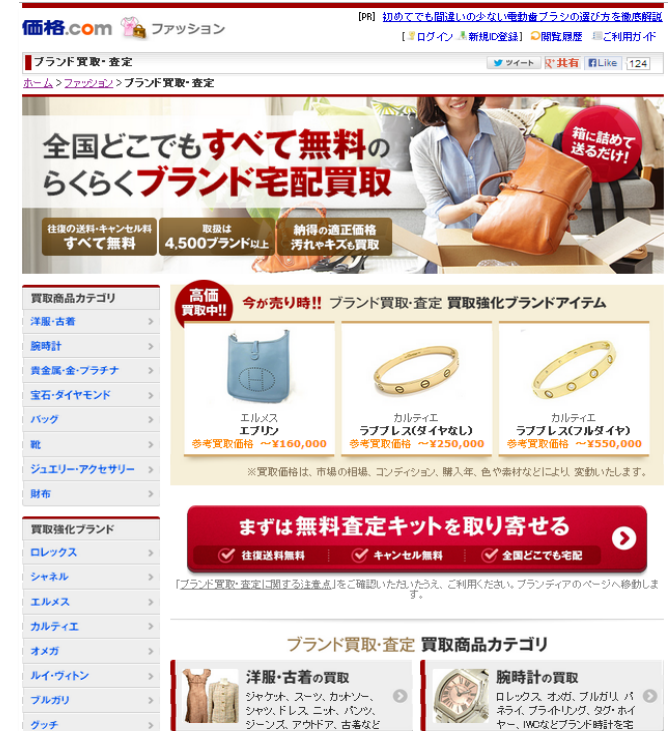 価格.com ファッション
[PR] 初めてでも間違いの少ない電動歯ブラシの選び方を徹底解説
[ ログイン 新規ID登録] 閲覧履歴 ご利用ガイド
ブランド買取・査定
ツイート 共有 Like 124
ホーム > ファッション > ブランド買取・査定
全国どこでもすべて無料の
らくらくブランド宅配買取
箱に詰めて
送るだけ!
往復の送料・キャンセル料
すべて無料
取扱は
4,500ブランド以上
納得の適正価格
汚れやキズも買取
買取商品カテゴリ
洋服・古着
腕時計
貴金属・金・プラチナ
宝石・ダイヤモンド
バッグ
靴
ジュエリー・アクセサリー
財布
買取強化ブランド
ロレックス
シャネル
エルメス
カルティエ
オメガ
ルイ・ヴィトン
ブルガリ
グッチ
高価
買取中!!
今が売り時!! ブランド買取・査定 買取強化ブランドアイテム
エルメス
エブリン
参考買取価格 ～¥160,000
カルティエ
ラブブレス(ダイヤなし)
参考買取価格 ～¥250,000
カルティエ
ラブブレス(フルダイヤ)
参考買取価格 ～¥550,000
※買取価格は、市場の相場、コンディション、購入年、色や素材などにより、変動いたします。
まずは無料査定キットを取り寄せる
往復送料無料 キャンセル無料 全国どこでも宅配
「ブランド買取・査定に関する注意点」をご確認いただいたうえ、ご利用ください。ブランディアのページへ移動しま
す。
ブランド買取・査定 買取商品カテゴリ
洋服・古着の買取
ジャケット、スーツ、カットソー、
シャツ、ドレス、ニット、パンツ、
ジーンズ、アウトドア、古着など
腕時計の買取
ロレックス、オメガ、ブルガリ、パ
ネライ、ブライトリング、タグ・ホイ
ヤー、IWCなどブランド時計を宅